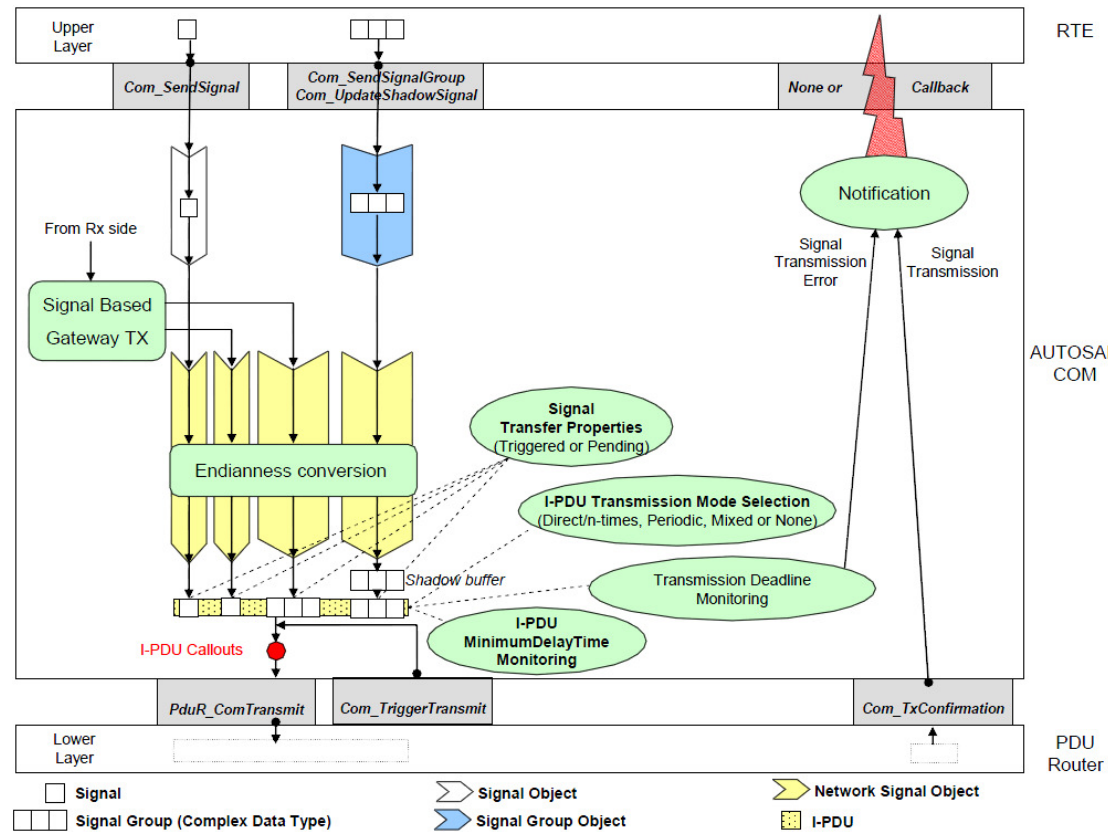 Upper
Layer
RTE
Com_SendSignal
Com_SendSignalGroup
Com_UpdateShadowSignal
None or
Callback
Notification
From Rx side
Signal
Transmission
Error
Signal
Transmission
Signal Based
Gateway TX
AUTOSA
COM
Signal
Transfer Properties
(Triggered or Pending)
Endianness conversion
I-PDU Transmission Mode Selection
(Direct/n-times, Periodic, Mixed or None)
Shadow buffer
Transmission Deadline
Monitoring
I-PDU
MinimumDelayTime
Monitoring
I-PDU Callouts
PduR_ComTransmit
Com_TriggerTransmit
Com_TxConfirmation
Lower
Layer
PDU
Router
Signal
Signal Object
Network Signal Object
Signal Group (Complex Data Type)
Signal Group Object
I-PDU